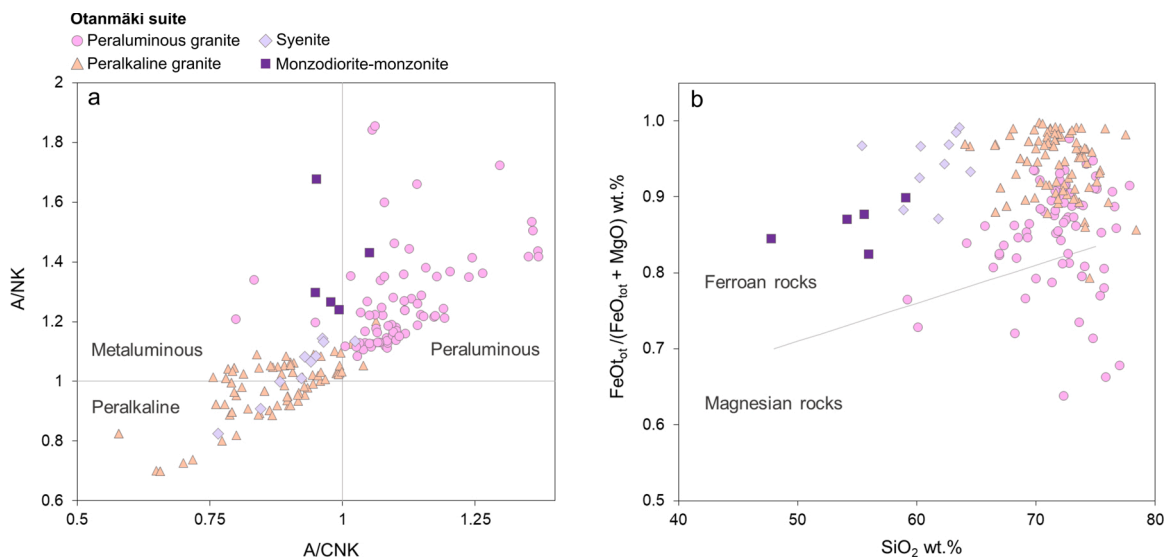 Otanmäki suite
Peraluminous granite
Syenite
Peralkaline granite
Monzodiorite-monzonite
a
2
1.8
1.6
1.4
1.2
1
0.8
0.6
A/NK
Metaluminous
Peraluminous
Peralkaline
0.5
0.75
1
1.25
A/CNK
b
1.0
0.9
0.8
0.7
0.6
0.5
FeOt_ot /(FeO_tot + MgO) wt.%
Ferroan rocks
Magnesian rocks
40
50
60
70
80
SiO₂ wt.%